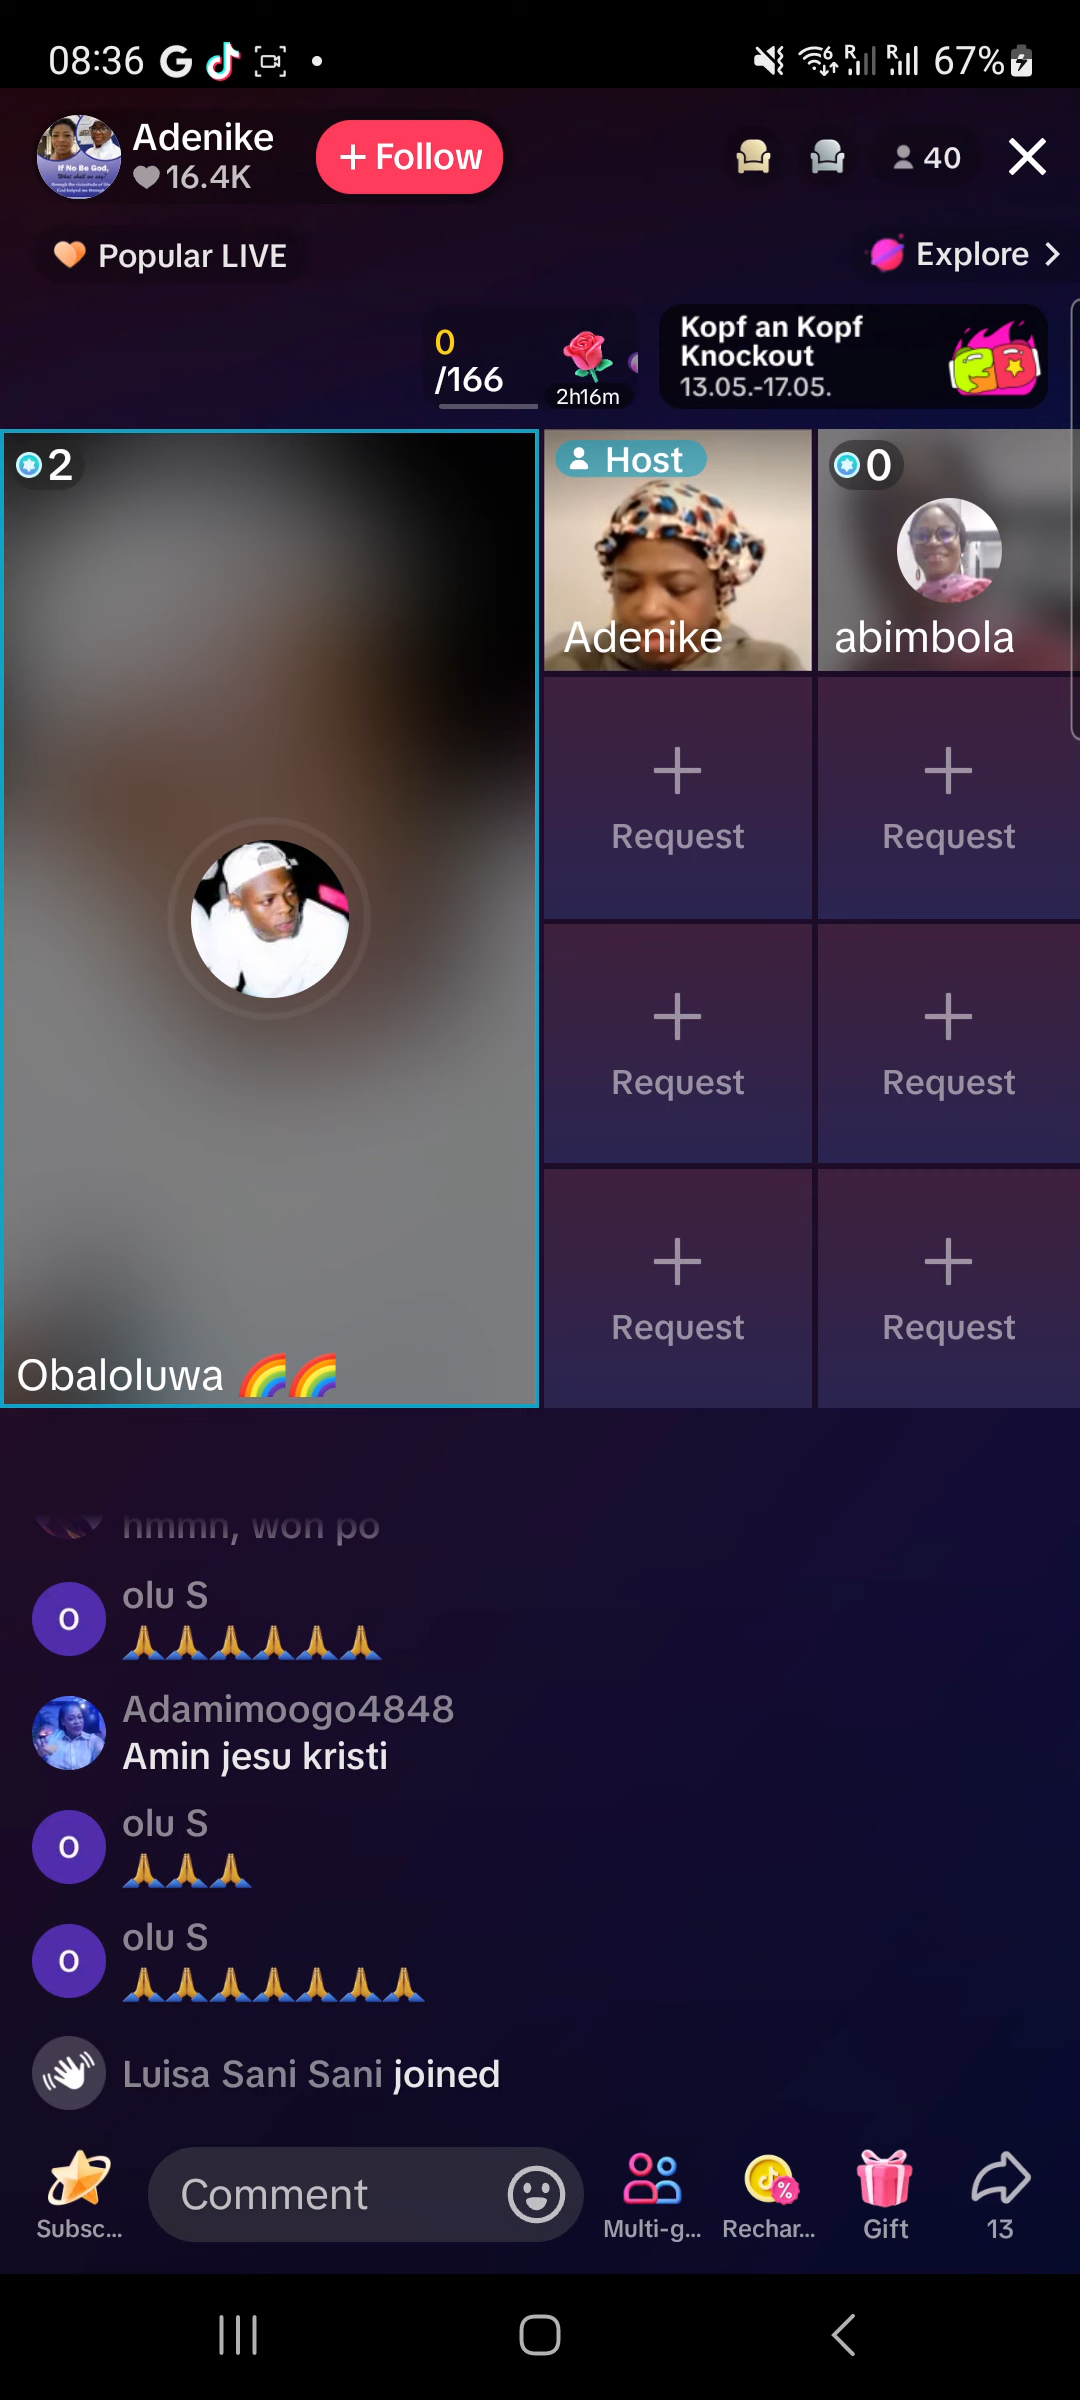 08:36
67%
Adenike
16.4K
+ Follow
40
Popular LIVE
Explore
0
/166
2h16m
Kopf an Kopf
Knockout
13.05.-17.05.
2
Host
Adenike
0
abimbola
Request
Request
Request
Request
Request
Request
Obaloluwa 🌈🌈
hmmn, won po
olu S
🙏🙏🙏🙏🙏🙏
Adamimoogo4848
Amin jesu kristi
olu S
🙏🙏🙏
olu S
🙏🙏🙏🙏🙏🙏🙏
Luisa Sani Sani joined
Comment
Subsc...
Multi-g...
Rechar...
Gift
13